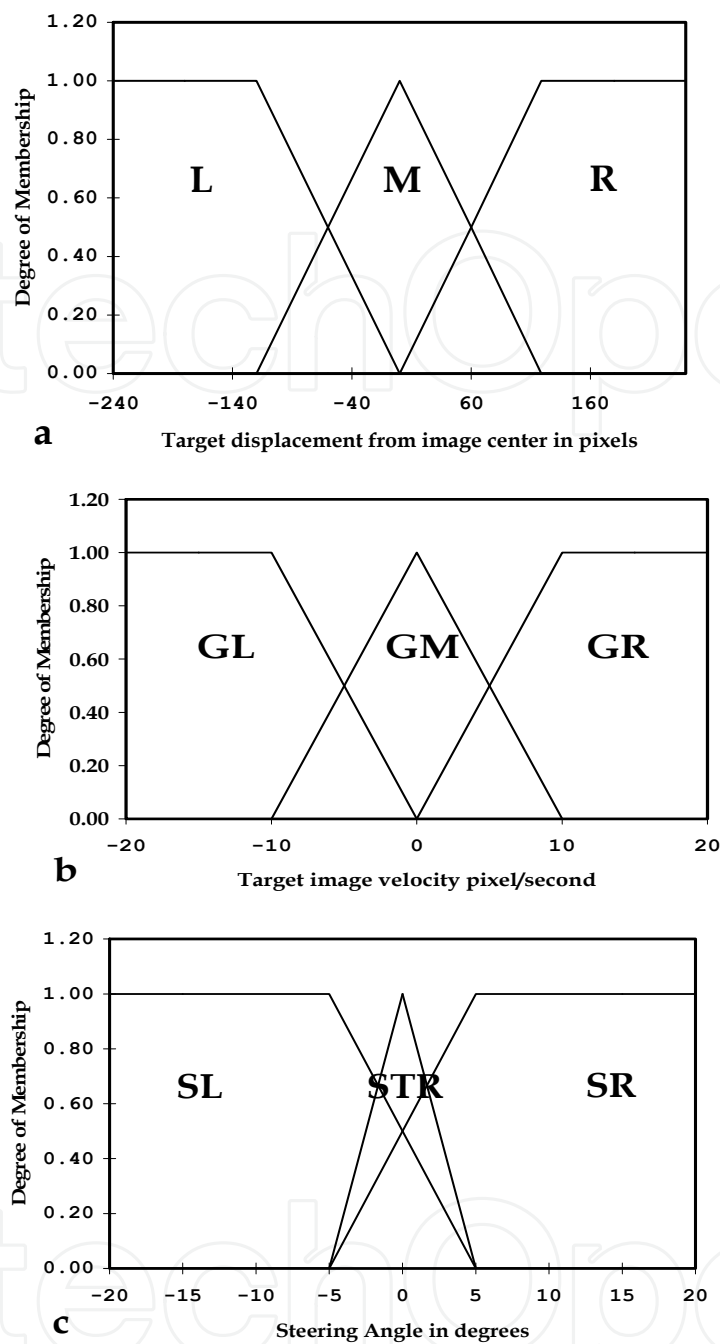 1.20
1.00
0.80
0.60
0.40
0.20
0.00
Degree of Membership
L
M
R
-240
-140
-40
60
160
a
Target displacement from image center in pixels
1.20
1.00
0.80
0.60
0.40
0.20
0.00
Degree of Membership
GL
GM
GR
-20
-10
0
10
20
b
Target image velocity pixel/second
1.20
1.00
0.80
0.60
0.40
0.20
0.00
Degree of Membership
SL
STR
SR
-20
-15
-10
-5
0
5
10
15
20
c
Steering Angle in degrees